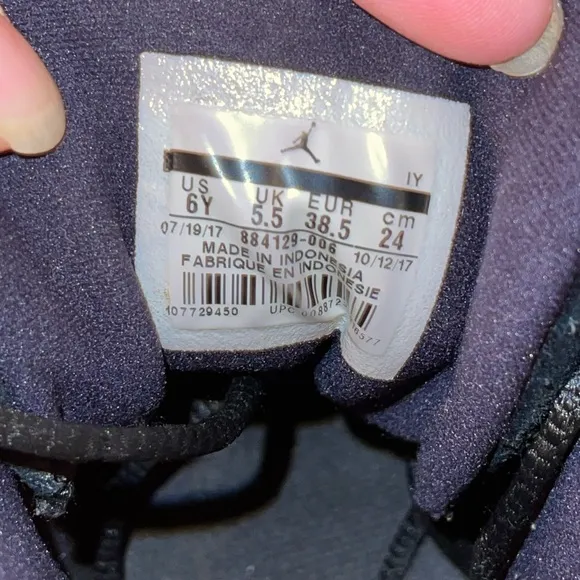 IY
US UK EUR cm
6Y 5.5 38.5 24
07/19/17 884129-006 10/12/17
MADE IN INDONESIA
FABRIQUE EN INDONESIE
107729450 UPC